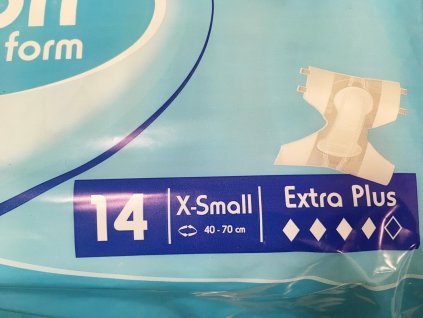 form
14
X-Small
40 - 70 cm
Extra Plus